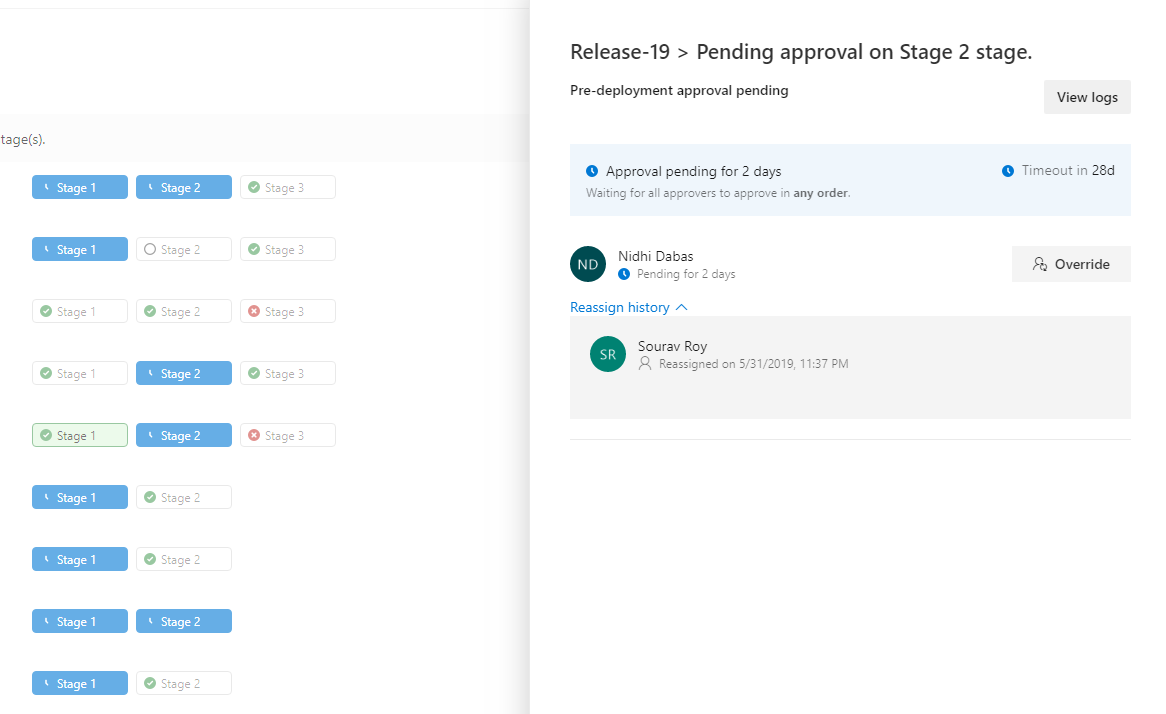 Release-19 > Pending approval on Stage 2 stage.
Pre-deployment approval pending
View logs
tage(s).
Approval pending for 2 days
Timeout in 28d
Waiting for all approvers to approve in any order.
Stage 1 Stage 2 Stage 3
Stage 1 Stage 2 Stage 3
Stage 1 Stage 2 Stage 3
Stage 1 Stage 2 Stage 3
Stage 1 Stage 2 Stage 3
Stage 1 Stage 2
Stage 1 Stage 2
Stage 1 Stage 2
Stage 1 Stage 2
ND
Nidhi Dabas
Pending for 2 days
Override
Reassign history
SR
Sourav Roy
Reassigned on 5/31/2019, 11:37 PM